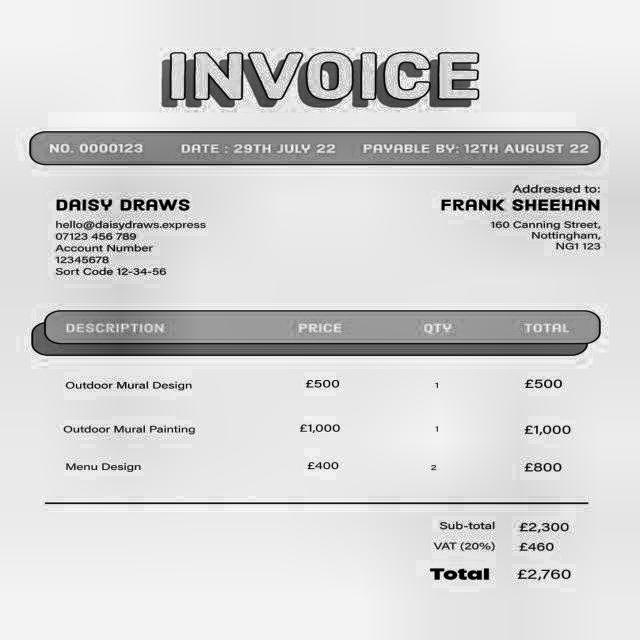 INVOICE
NO. 0000123 DATE : 29TH JULY 22 PAYABLE BY: 12TH AUGUST 22
Addressed to:
DAISY DRAWS FRANK SHEEHAN
hello@daisydraws.express 160 Canning Street,
07123 456 789 Nottingham,
Account Number NG1 123
12345678
Sort Code 12-34-56
DESCRIPTION PRICE QTY TOTAL
Outdoor Mural Design £500 1 £500
Outdoor Mural Painting £1,000 1 £1,000
Menu Design £400 2 £800
Sub-total £2,300
VAT (20%) £460
Total £2,760